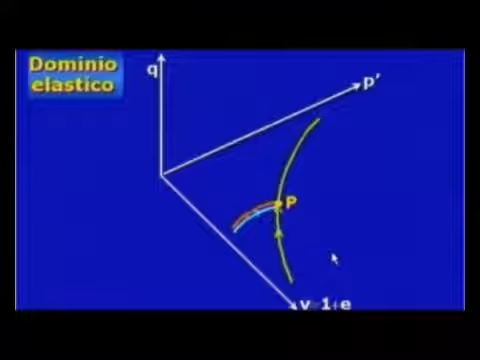 Dominio
elastico
q
p'
P
v=1+e